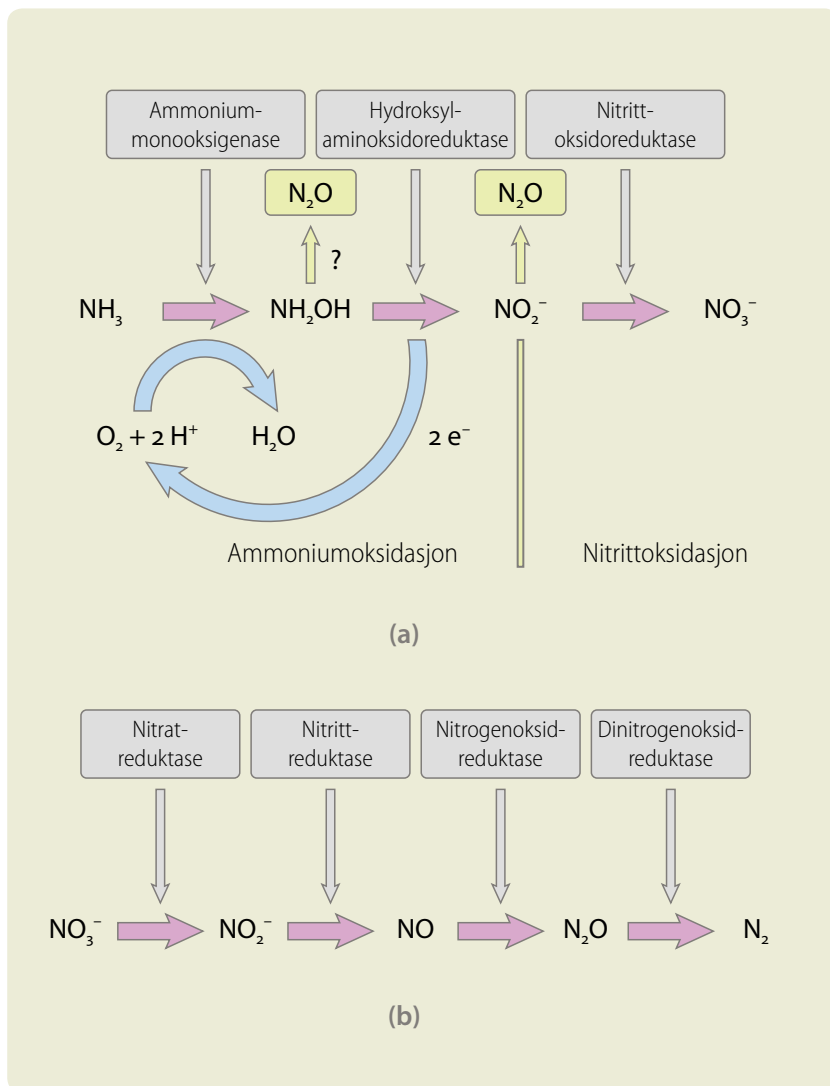 Ammonium-
monooksigenase
Hydroksyl-
aminoksidoreduktase
Nitritt-
oksidoreduktase
N₂O
N₂O
?
NH₃
NH₂OH
NO₂⁻
NO₃⁻
O₂ + 2 H⁺
H₂O
2 e⁻
Ammoniumoksidasjon
Nitrittoksidasjon
(a)
Nitrat-
reduktase
Nitritt-
reduktase
Nitrogenoksid-
reduktase
Dinitrogenoksid-
reduktase
NO₃⁻
NO₂⁻
NO
N₂O
N₂
(b)